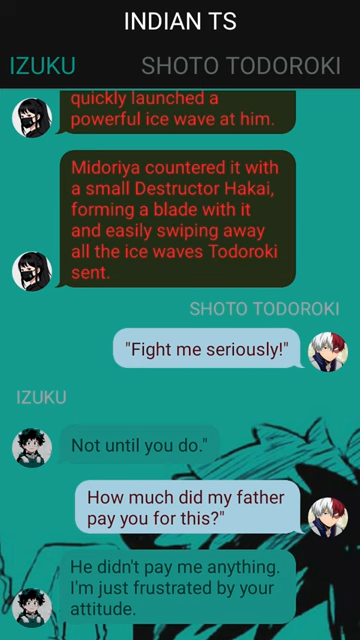 INDIAN TS
IZUKU
SHOTO TODOROKI
quickly launched a
powerful ice wave at him.
Midoriya countered it with
a small Destructor Hakai,
forming a blade with it
and easily swiping away
all the ice waves Todoroki
sent.
SHOTO TODOROKI
"Fight me seriously!"
IZUKU
Not until you do."
How much did my father
pay you for this?"
He didn't pay me anything.
I'm just frustrated by your
attitude.